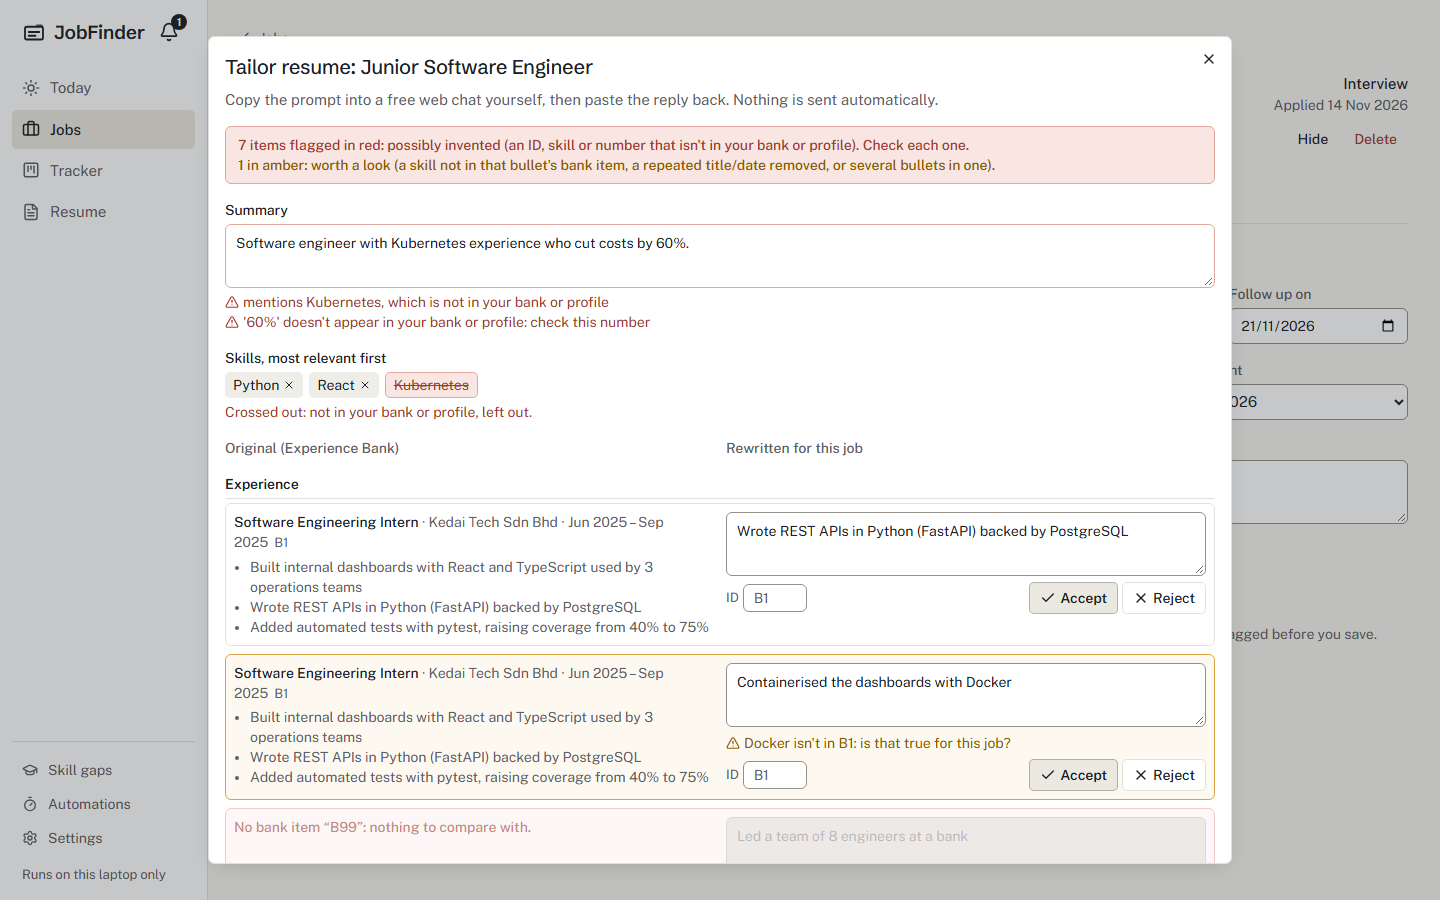 JobFinder
1
Today
Jobs
Tracker
Resume
Skill gaps
Automations
Settings
Runs on this laptop only
Tailor resume: Junior Software Engineer
Copy the prompt into a free web chat yourself, then paste the reply back. Nothing is sent automatically.
7 items flagged in red: possibly invented (an ID, skill or number that isn't in your bank or profile). Check each one.
1 in amber: worth a look (a skill not in that bullet's bank item, a repeated title/date removed, or several bullets in one).
Summary
Software engineer with Kubernetes experience who cut costs by 60%.
mentions Kubernetes, which is not in your bank or profile
'60%' doesn't appear in your bank or profile: check this number
Skills, most relevant first
Python × React × Kubernetes
Crossed out: not in your bank or profile, left out.
Original (Experience Bank)
Rewritten for this job
Experience
Software Engineering Intern · Kedai Tech Sdn Bhd · Jun 2025 – Sep
2025 B1
• Built internal dashboards with React and TypeScript used by 3
operations teams
• Wrote REST APIs in Python (FastAPI) backed by PostgreSQL
• Added automated tests with pytest, raising coverage from 40% to 75%
Wrote REST APIs in Python (FastAPI) backed by PostgreSQL
ID B1
Accept
Reject
Software Engineering Intern · Kedai Tech Sdn Bhd · Jun 2025 – Sep
2025 B1
• Built internal dashboards with React and TypeScript used by 3
operations teams
• Wrote REST APIs in Python (FastAPI) backed by PostgreSQL
• Added automated tests with pytest, raising coverage from 40% to 75%
Containerised the dashboards with Docker
Docker isn't in B1: is that true for this job?
ID B1
Accept
Reject
No bank item “B99”: nothing to compare with.
Led a team of 8 engineers at a bank
Interview
Applied 14 Nov 2026
Hide
Delete
Follow up on
21/11/2026
nt
026
agged before you save.